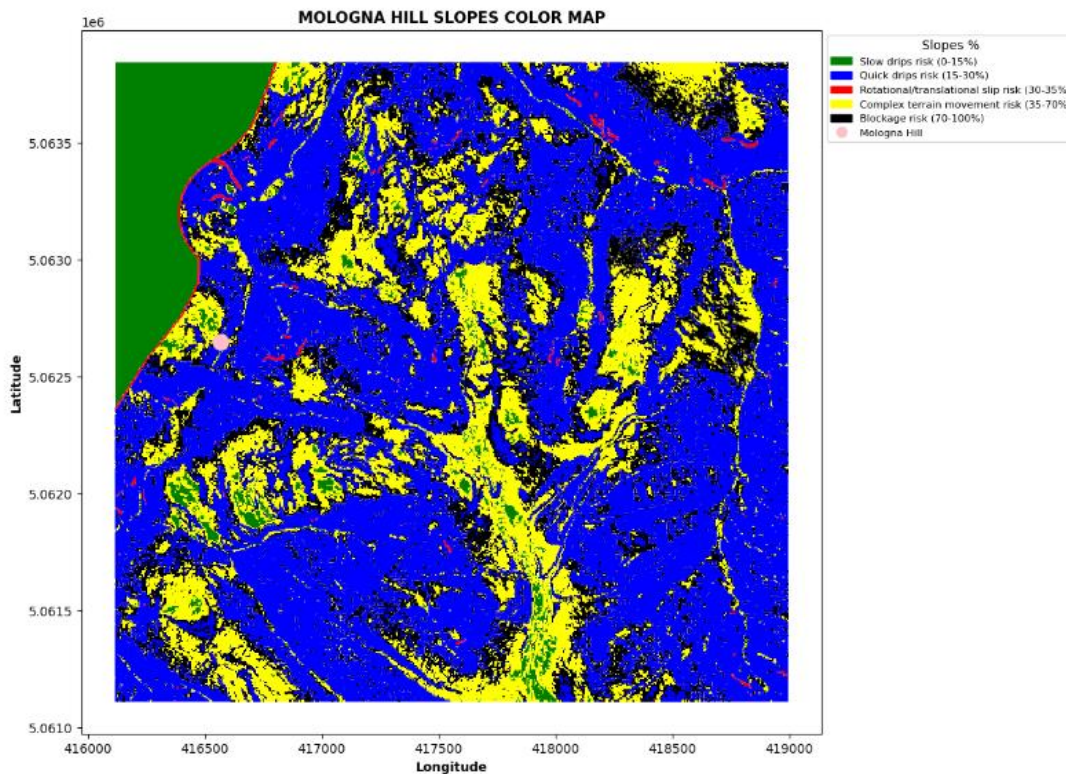 MOLOGNA HILL SLOPES COLOR MAP
1e6
Slopes %
Slow drips risk (0-15%)
Quick drips risk (15-30%)
Rotational/translational slip risk (30-35%
Complex terrain movement risk (35-70%
Blockage risk (70-100%)
Mologna Hill
5.0635
5.0630
5.0625
5.0620
5.0615
5.0610
Latitude
416000 416500 417000 417500 418000 418500 419000
Longitude